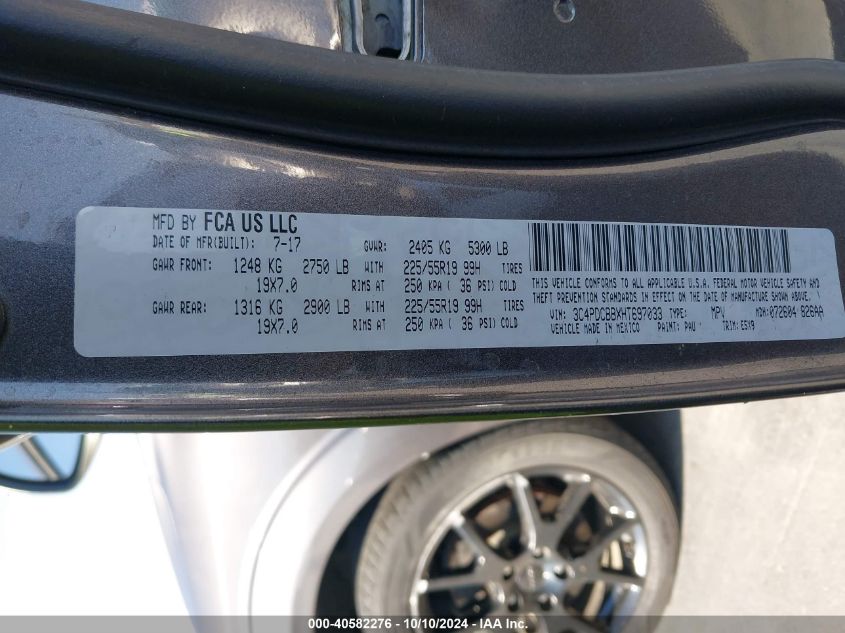 MFD BY FCA US LLC
DATE OF MFR(BUILT): 7-17 GVWR: 2405 KG 5300 LB
GAWR FRONT: 1248 KG 2750 LB WITH 225/55R19 99H TIRES
19X7.0 RIMS AT 250 KPA ( 36 PSI) COLD
GAWR REAR: 1316 KG 2900 LB WITH 225/55R19 99H TIRES
19X7.0 RIMS AT 250 KPA ( 36 PSI) COLD
THIS VEHICLE CONFORMS TO ALL APPLICABLE U.S.A. FEDERAL MOTOR VEHICLE SAFETY AND
THEFT PREVENTION STANDARDS IN EFFECT ON THE DATE OF MANUFACTURE SHOWN ABOVE.
VIN: 3C4PDCBBXHT697033 TYPE: MPV MDH: 072604 826AA
VEHICLE MADE IN MEXICO PAINT: PAU TRIM: ESX9
000-40582276 - 10/10/2024 - IAA Inc.